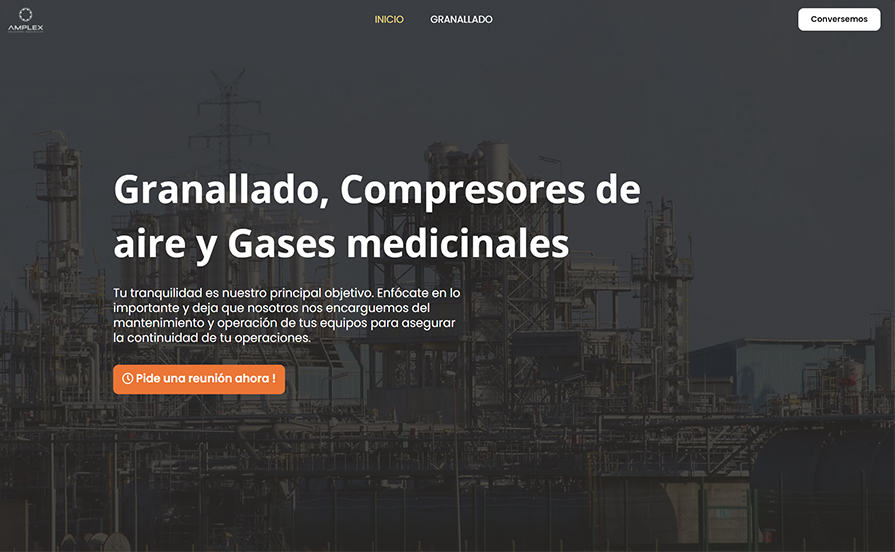 AMPLEX
INICIO
GRANALLADO
Conversemos
Granallado, Compresores de
aire y Gases medicinales
Tu tranquilidad es nuestro principal objetivo. Enfócate en lo
importante y deja que nosotros nos encarguemos del
mantenimiento y operación de tus equipos para asegurar
la continuidad de tu operaciones.
Pide una reunión ahora !